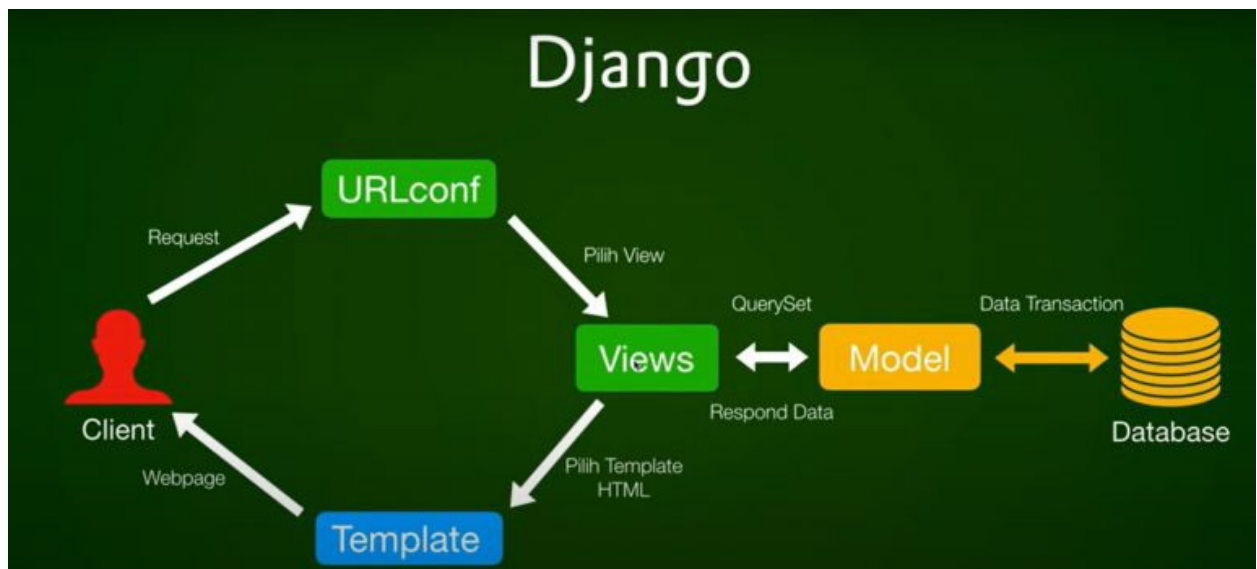 Django
URLconf
Request
Pilih View
QuerySet
Data Transaction
Views
Model
Respond Data
Client
Database
Pilih Template
HTML
Webpage
Template